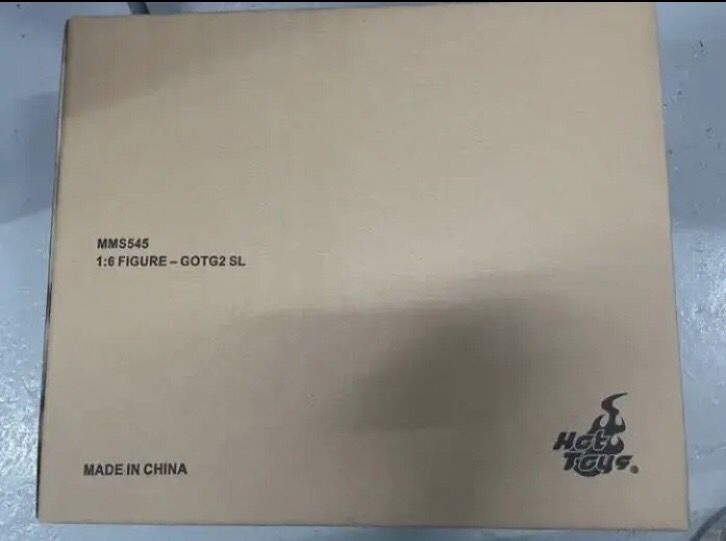 MMS545
1:6 FIGURE – GOTG2 SL
MADE IN CHINA
Hot
Toys®